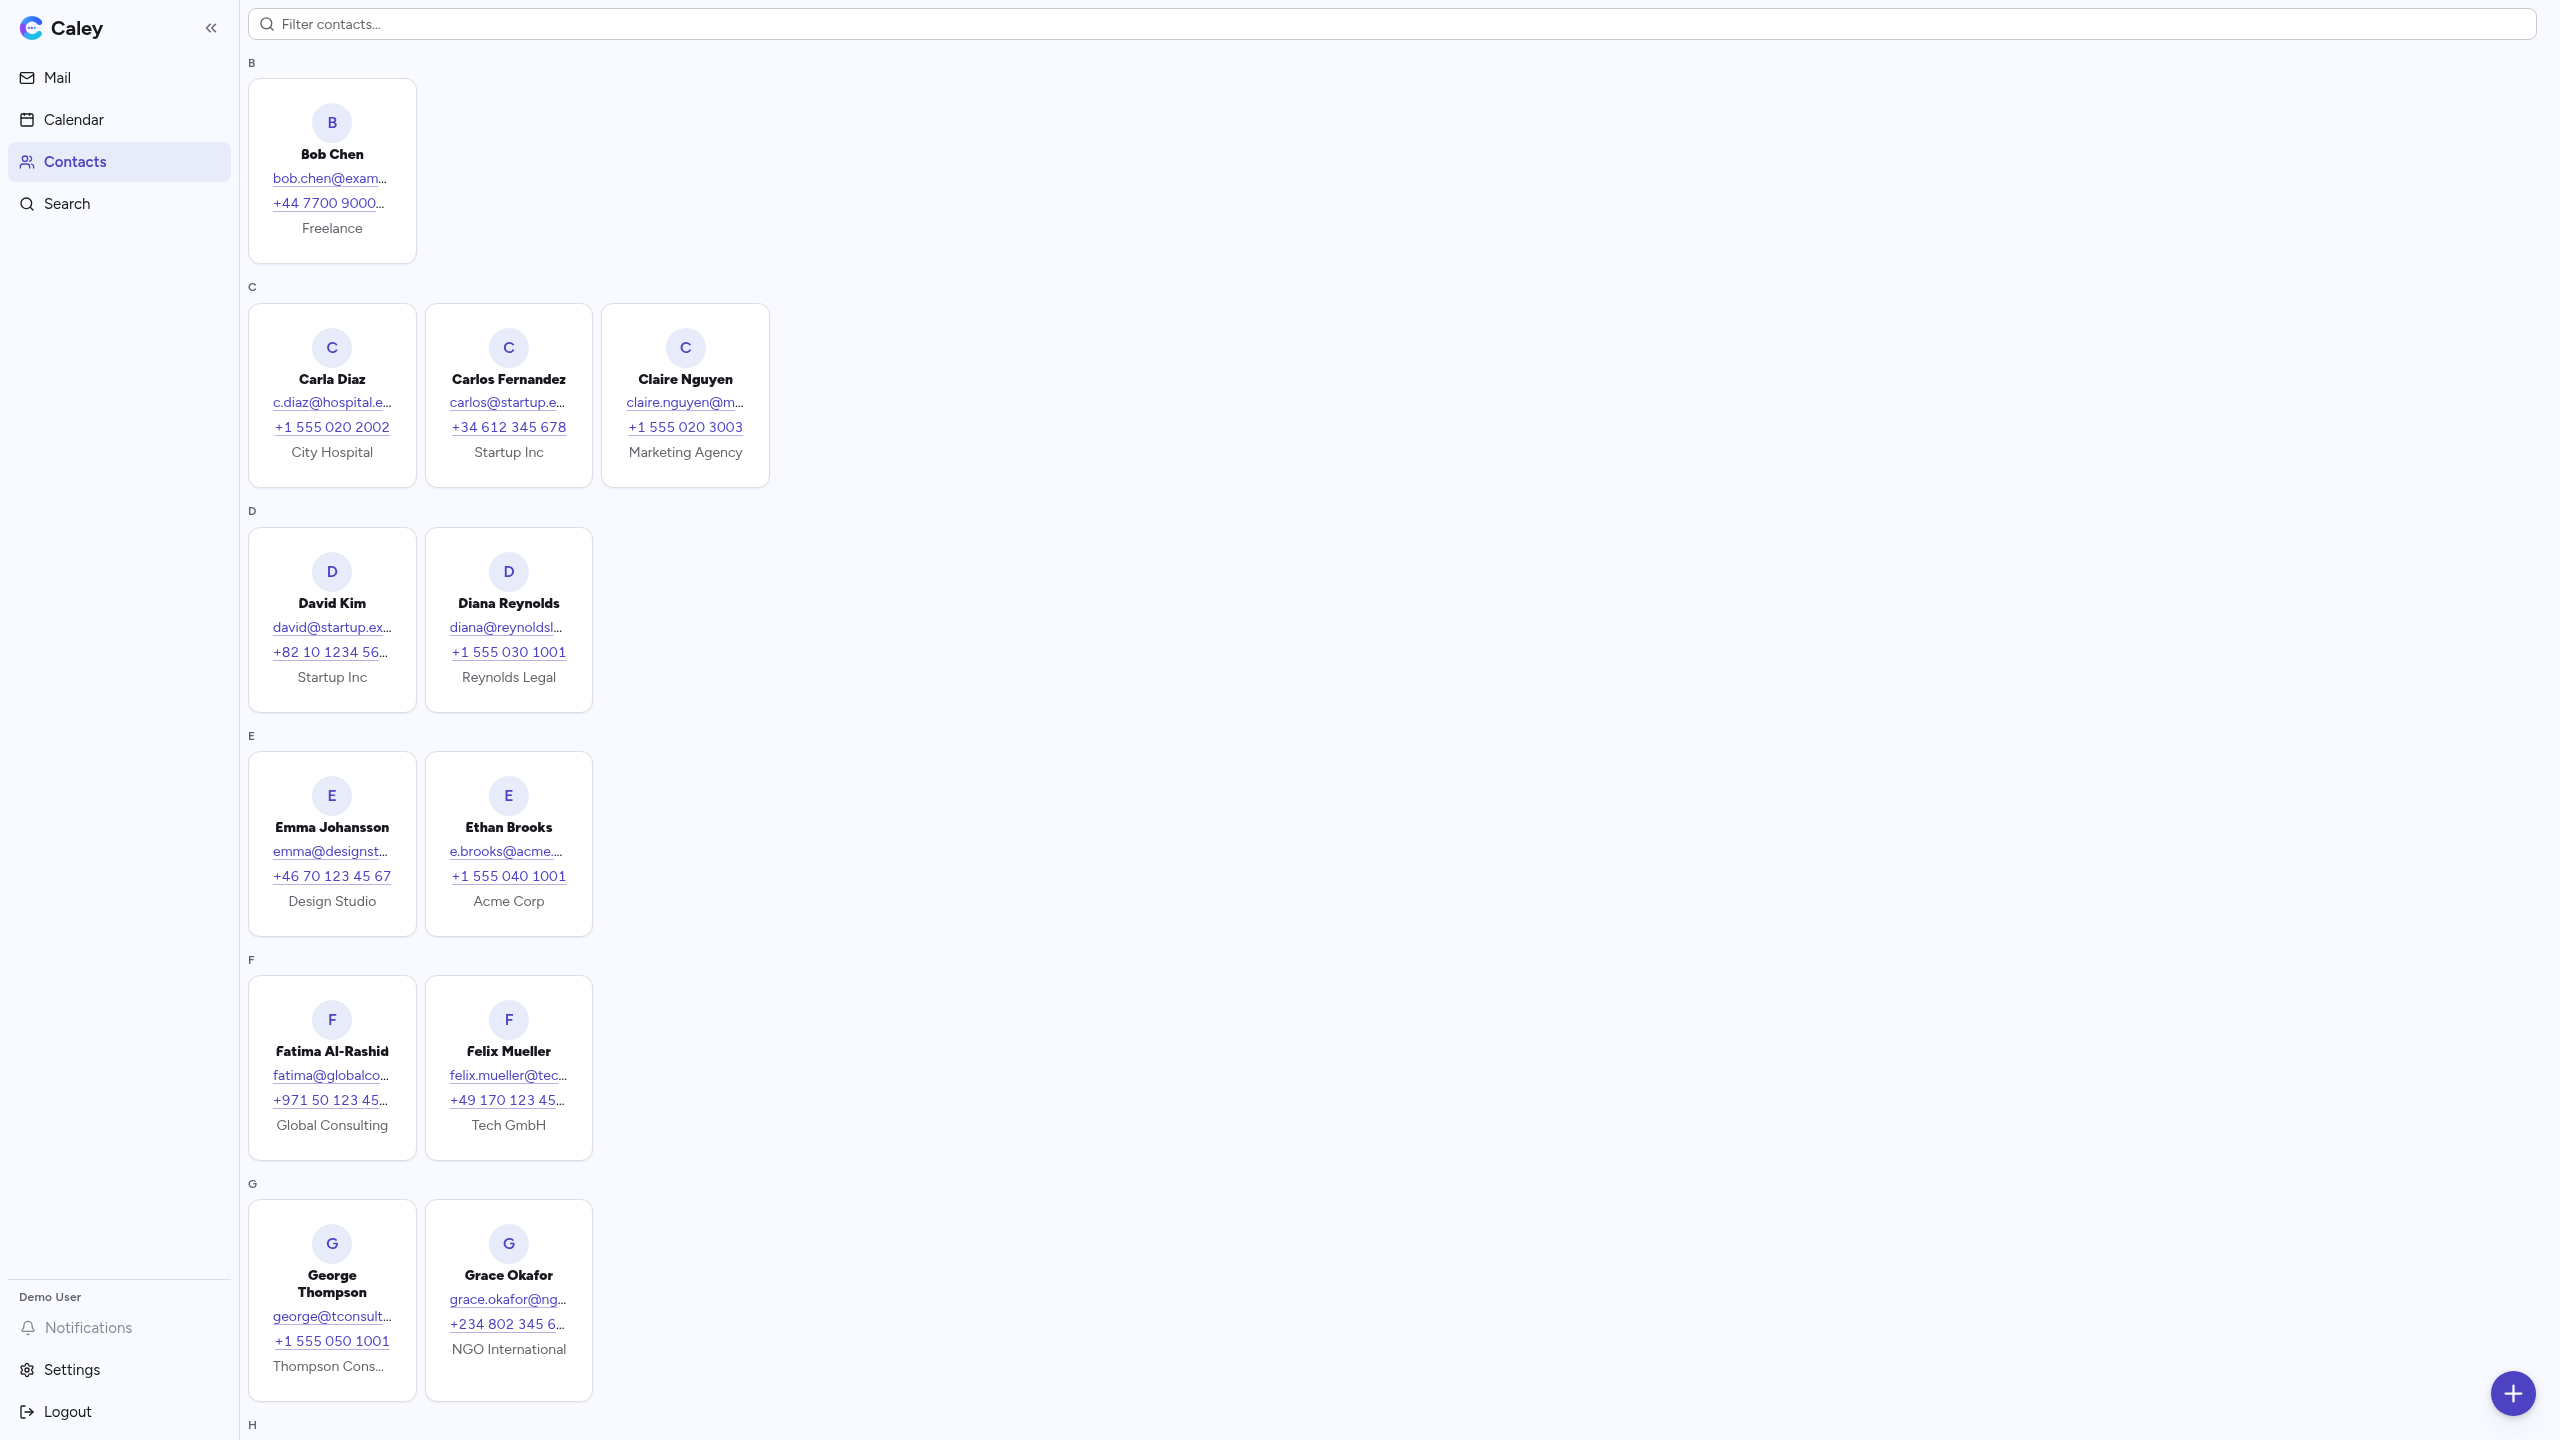 Caley
Mail
Calendar
Contacts
Search
Demo User
Notifications
Settings
Logout
Filter contacts...
B
B
Bob Chen
bob.chen@exam...
+44 7700 9000...
Freelance
C
C
Carla Diaz
c.diaz@hospital.e...
+1 555 020 2002
City Hospital
C
Carlos Fernandez
carlos@startup.e...
+34 612 345 678
Startup Inc
C
Claire Nguyen
claire.nguyen@m...
+1 555 020 3003
Marketing Agency
D
D
David Kim
david@startup.ex...
+82 10 1234 56...
Startup Inc
D
Diana Reynolds
diana@reynoldsl...
+1 555 030 1001
Reynolds Legal
E
E
Emma Johansson
emma@designst...
+46 70 123 45 67
Design Studio
E
Ethan Brooks
e.brooks@acme....
+1 555 040 1001
Acme Corp
F
F
Fatima Al-Rashid
fatima@globalco...
+971 50 123 45...
Global Consulting
F
Felix Mueller
felix.mueller@tec...
+49 170 123 45...
Tech GmbH
G
G
George
Thompson
george@tconsult...
+1 555 050 1001
Thompson Cons...
G
Grace Okafor
grace.okafor@ng...
+234 802 345 6...
NGO International
H